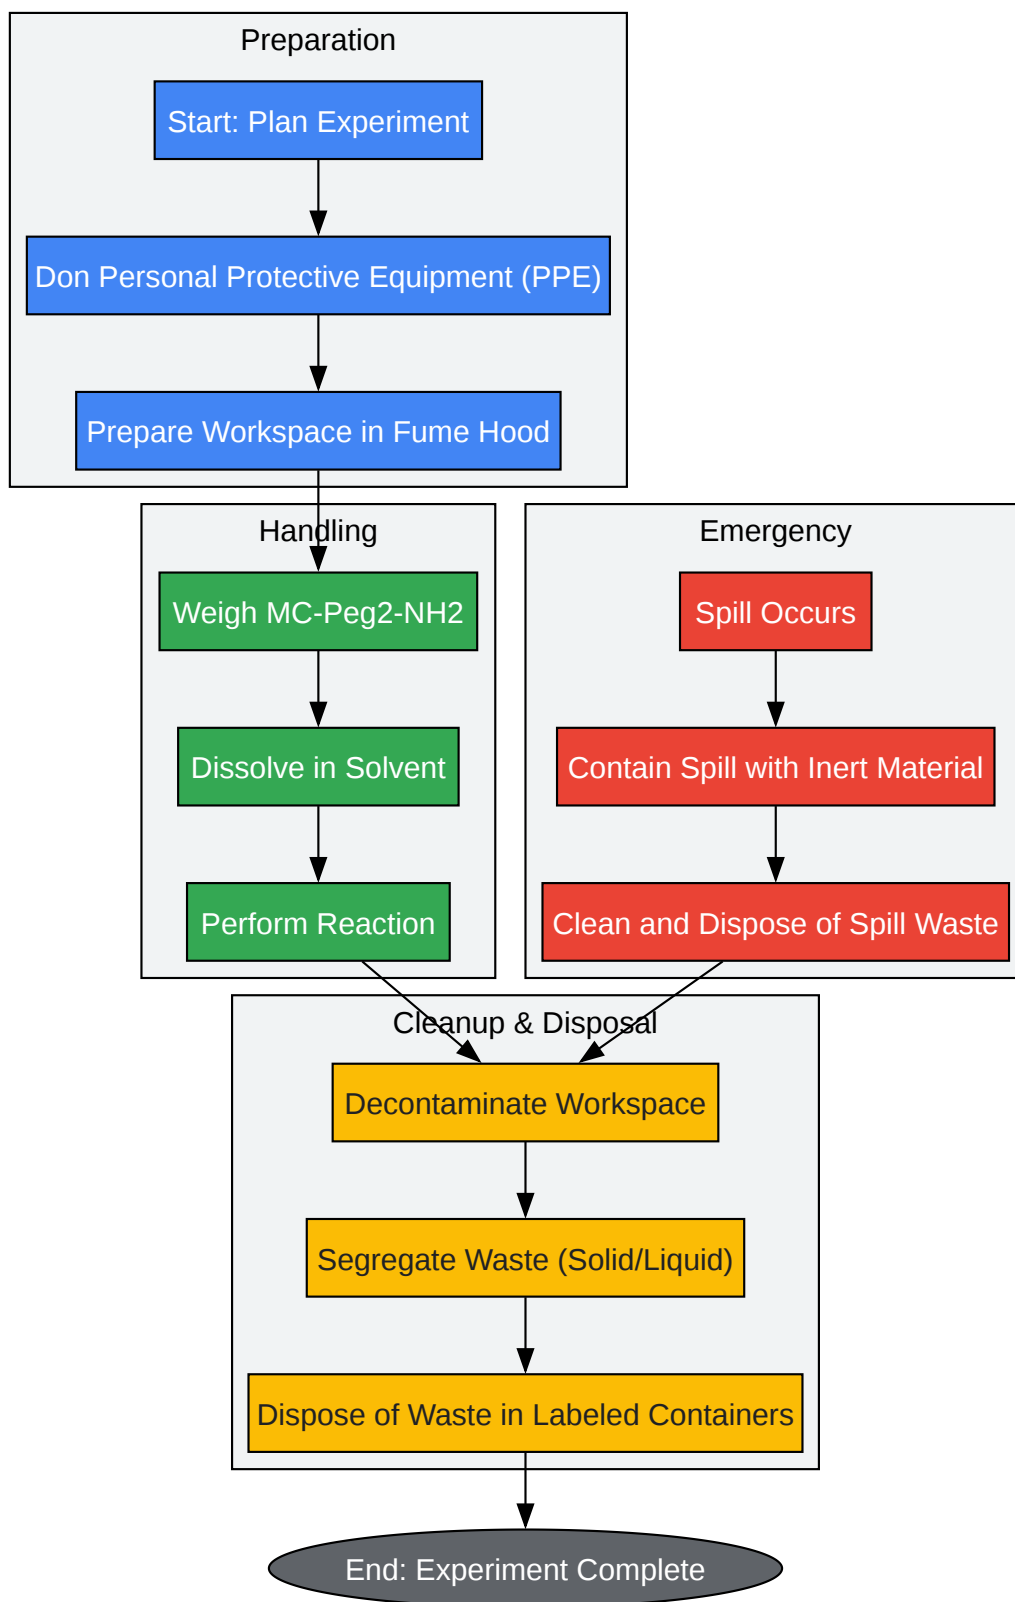 Preparation
Start: Plan Experiment
Don Personal Protective Equipment (PPE)
Prepare Workspace in Fume Hood
Handling
Weigh MC-Peg2-NH2
Dissolve in Solvent
Perform Reaction
Emergency
Spill Occurs
Contain Spill with Inert Material
Clean and Dispose of Spill Waste
Cleanup & Disposal
Decontaminate Workspace
Segregate Waste (Solid/Liquid)
Dispose of Waste in Labeled Containers
End: Experiment Complete